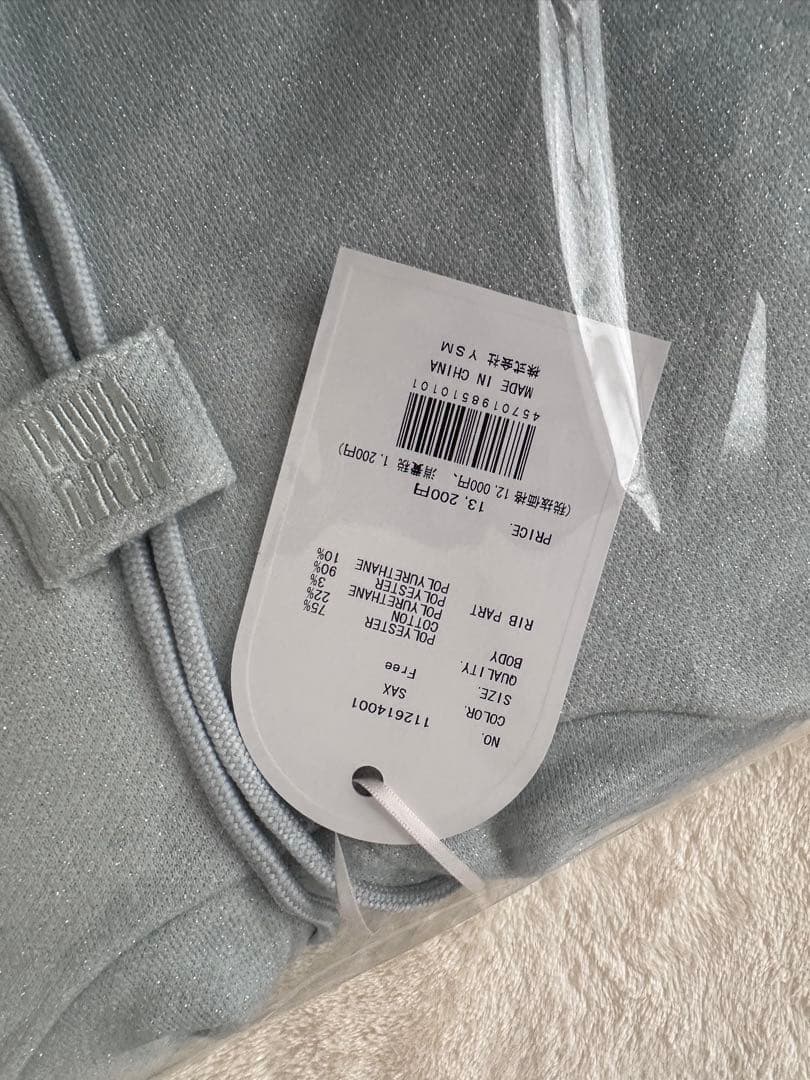 NO. 112614001
COLOR. SAX
SIZE. Free
QUALITY.
BODY POLYESTER 75%
COTTON 22%
POLYURETHANE 3%
RIB PART POLYESTER 90%
POLYURETHANE 10%
PRICE. 13,200円
(税抜価格 12,000円、消費税 1,200円)
4570198510101
MADE IN CHINA
株式会社 YSM